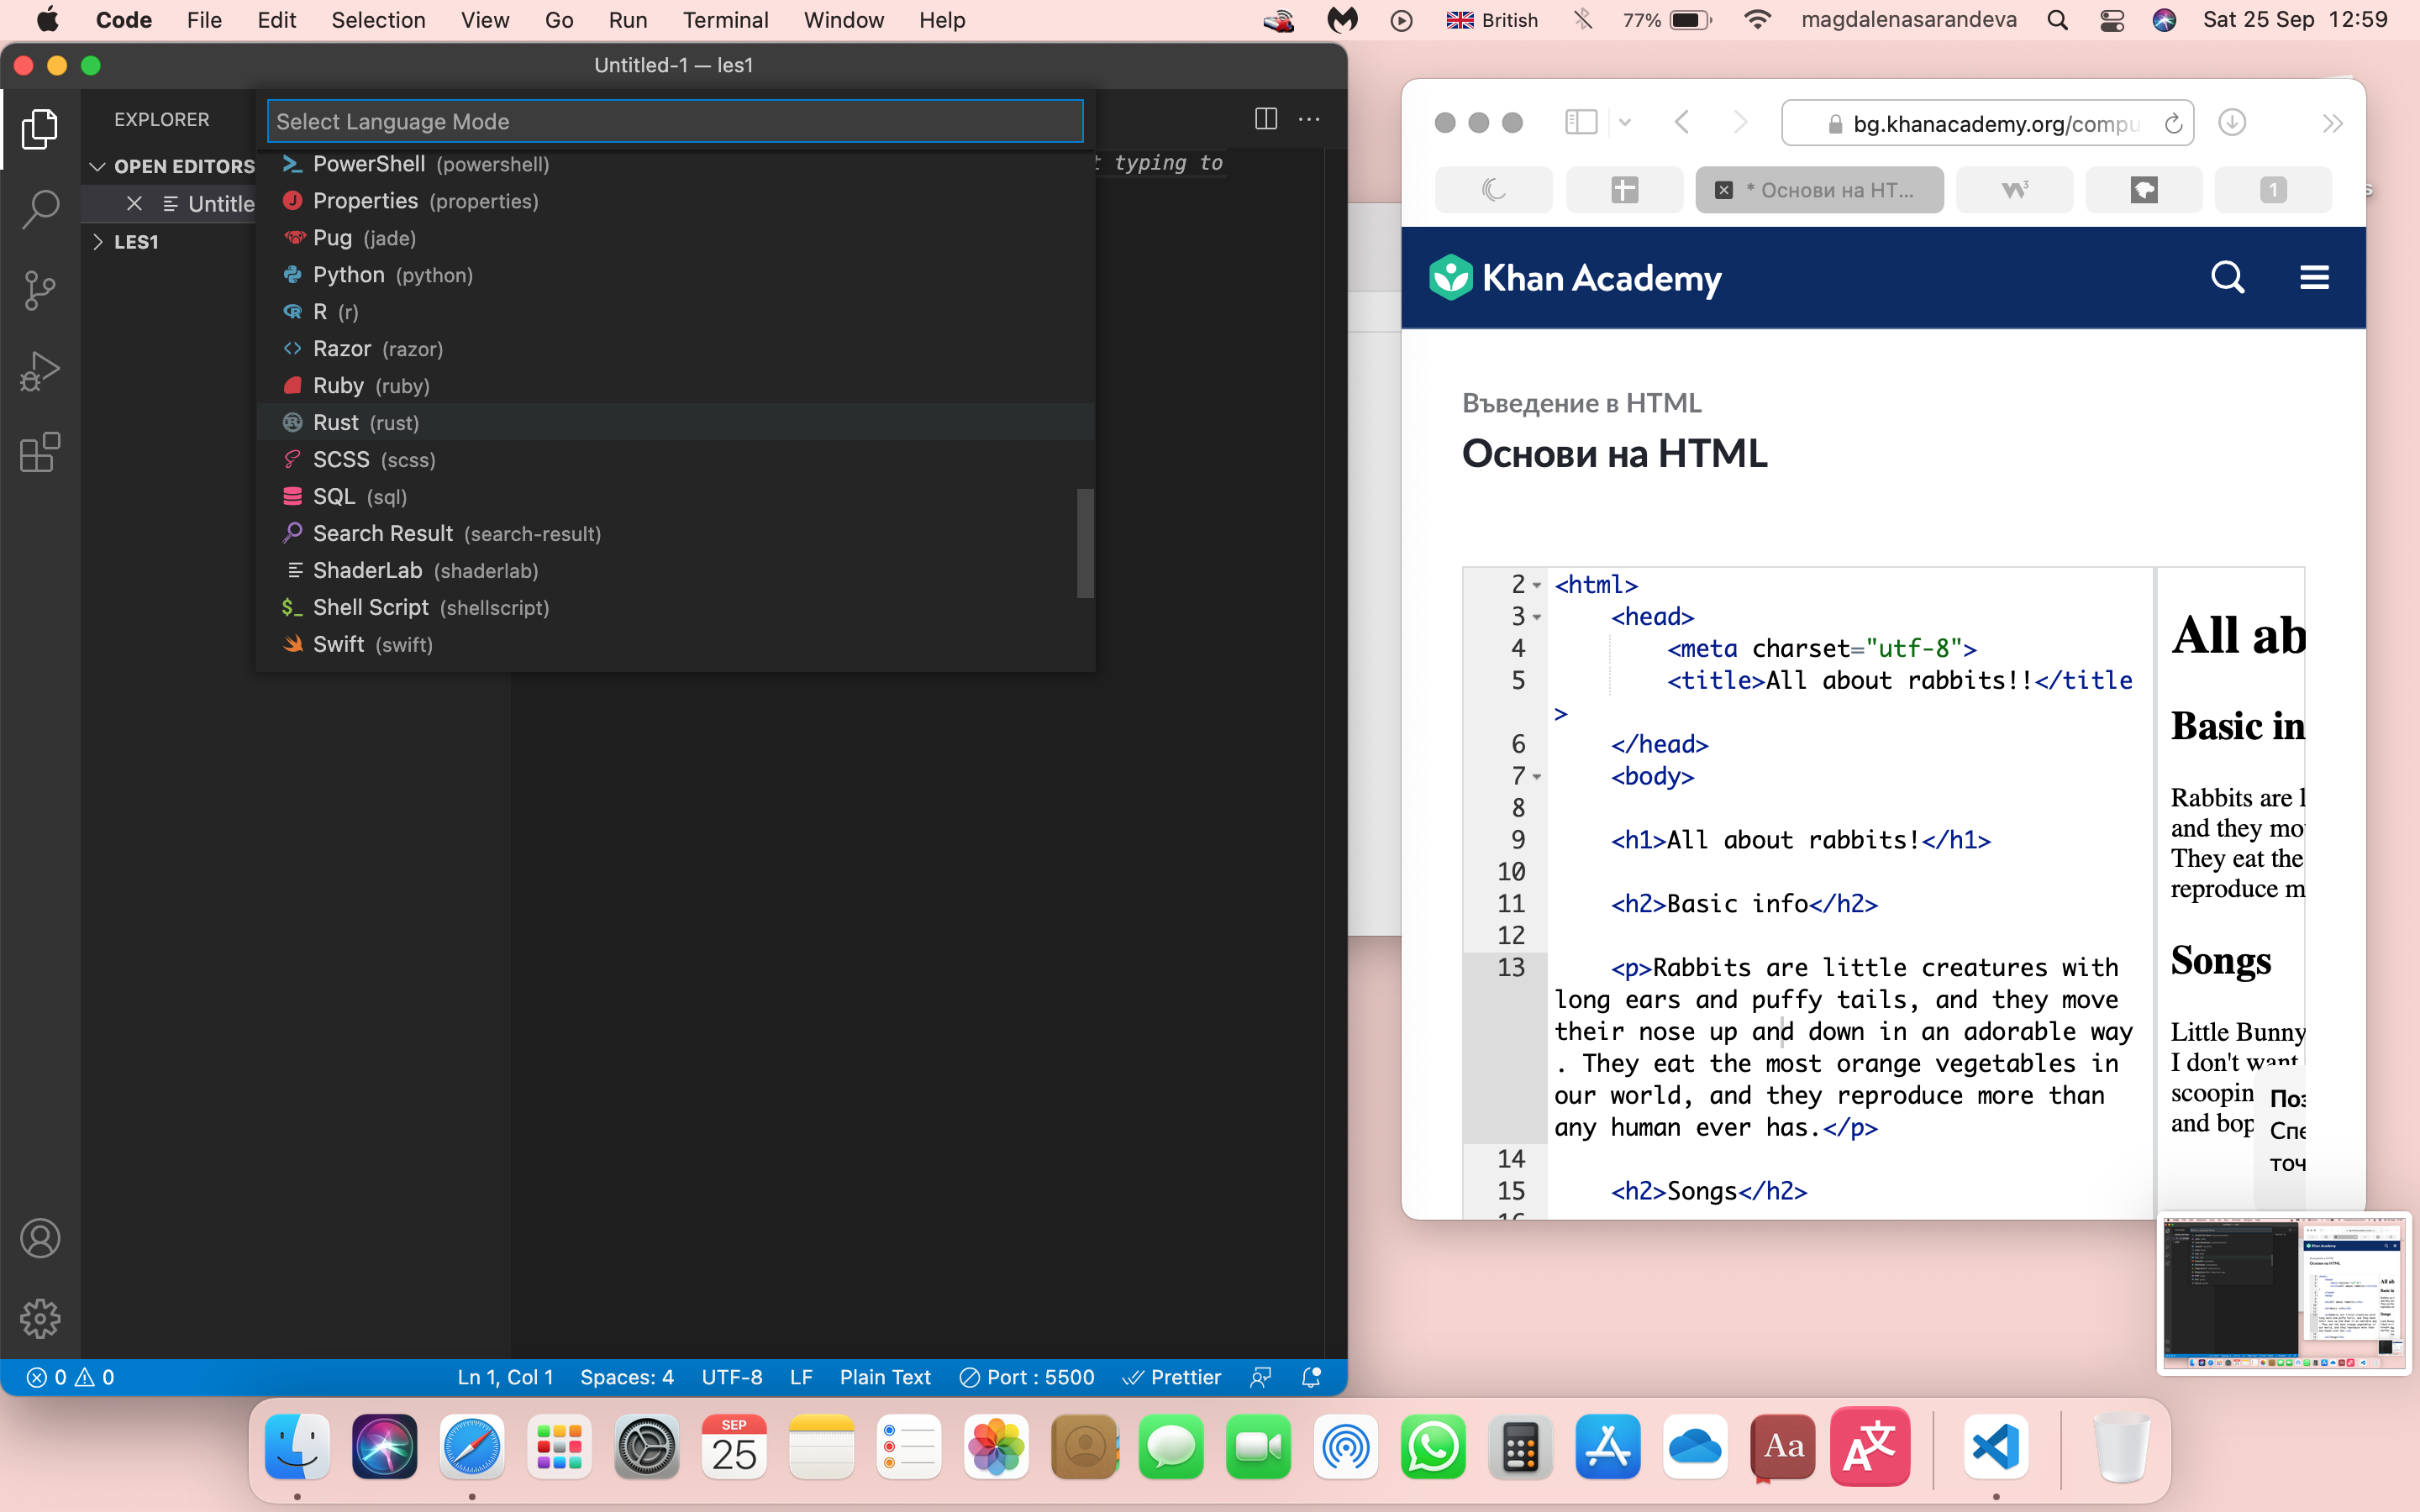 Code File Edit Selection View Go Run Terminal Window Help British 77% magdalenasarandeva Sat 25 Sep 12:59
Untitled-1 — les1
EXPLORER
OPEN EDITORS
Untitle
LES1
Select Language Mode
t typing to
PowerShell (powershell)
Properties (properties)
Pug (jade)
Python (python)
R (r)
Razor (razor)
Ruby (ruby)
Rust (rust)
SCSS (scss)
SQL (sql)
Search Result (search-result)
ShaderLab (shaderlab)
Shell Script (shellscript)
Swift (swift)
0 0 Ln 1, Col 1 Spaces: 4 UTF-8 LF Plain Text Port : 5500 Prettier
bg.khanacademy.org/compu
* Основи на HT... 1
Khan Academy
Въведение в HTML
Основи на HTML
2 <html>
3 <head>
4 <meta charset="utf-8">
5 <title>All about rabbits!!</title
>
6 </head>
7 <body>
8
9 <h1>All about rabbits!</h1>
10
11 <h2>Basic info</h2>
12
13 <p>Rabbits are little creatures with
long ears and puffy tails, and they move
their nose up and down in an adorable way
. They eat the most orange vegetables in
our world, and they reproduce more than
any human ever has.</p>
14
15 <h2>Songs</h2>
All ab
Basic in
Rabbits are l
and they mo
They eat the
reproduce m
Songs
Little Bunny
I don't want
scoopin
and bop
Поз
Спе
точ
SEP
25
Aa